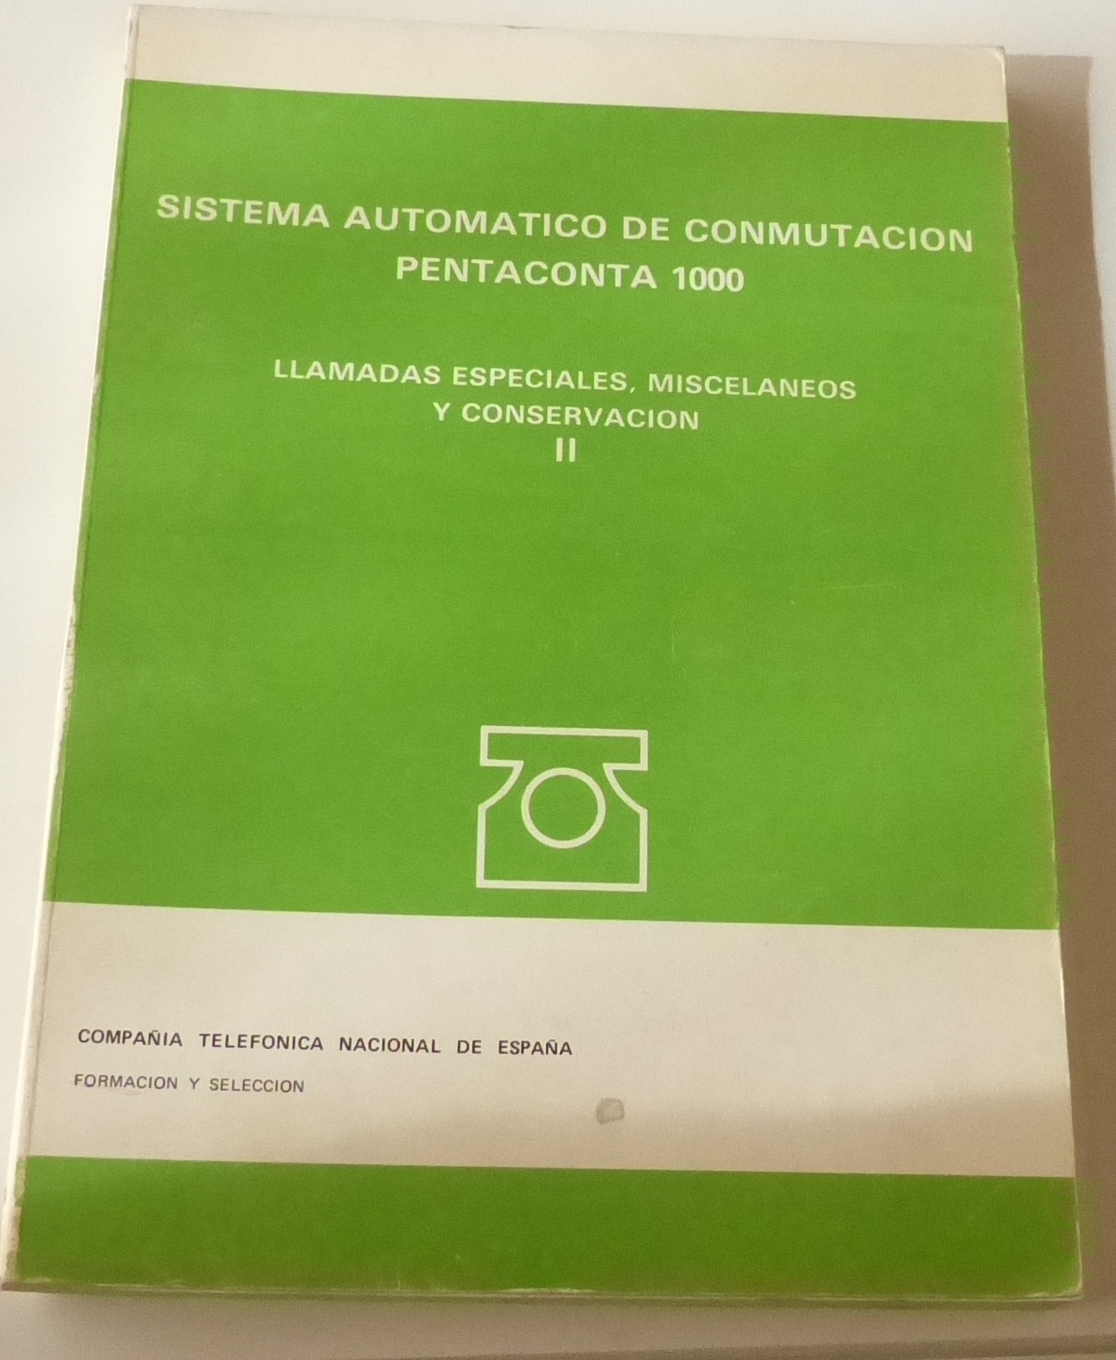 SISTEMA AUTOMATICO DE CONMUTACION
PENTACONTA 1000
LLAMADAS ESPECIALES, MISCELANEOS
Y CONSERVACION
II
COMPAÑIA TELEFONICA NACIONAL DE ESPAÑA
FORMACION Y SELECCION